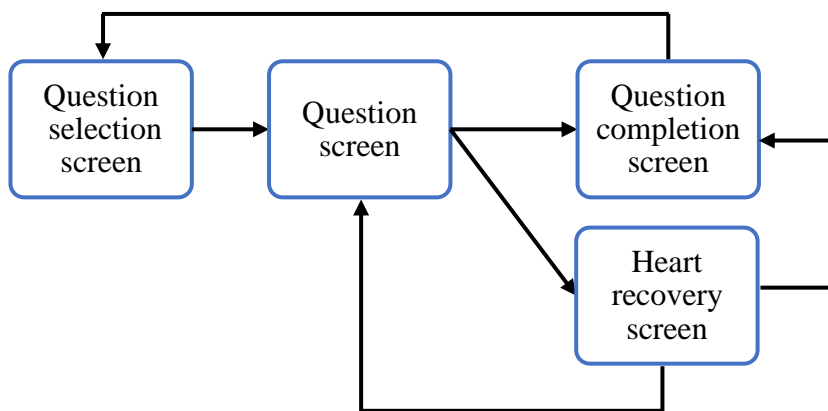 Question
selection
screen
Question
screen
Question
completion
screen
Heart
recovery
screen